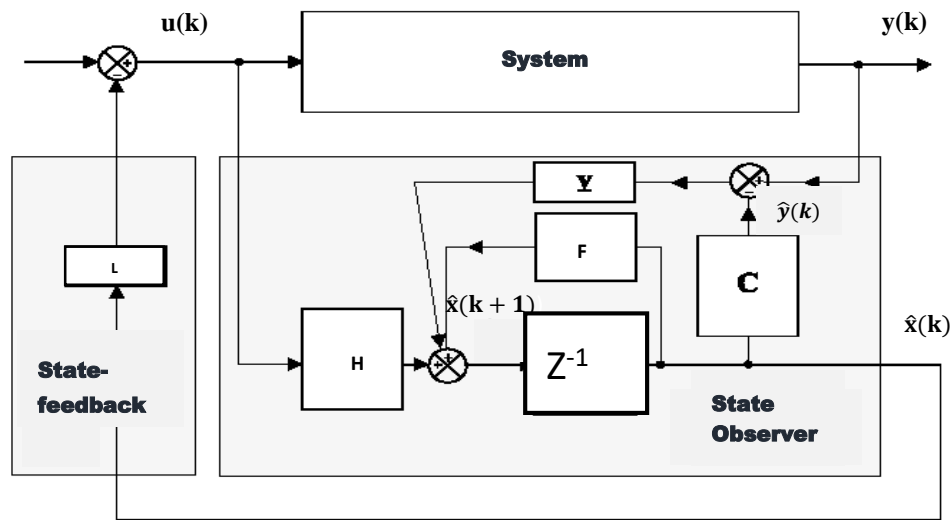 u(k)
y(k)
System
ŷ(k)
F
L
C
x̂(k + 1)
x̂(k)
H
Z⁻¹
State-
feedback
State
Observer